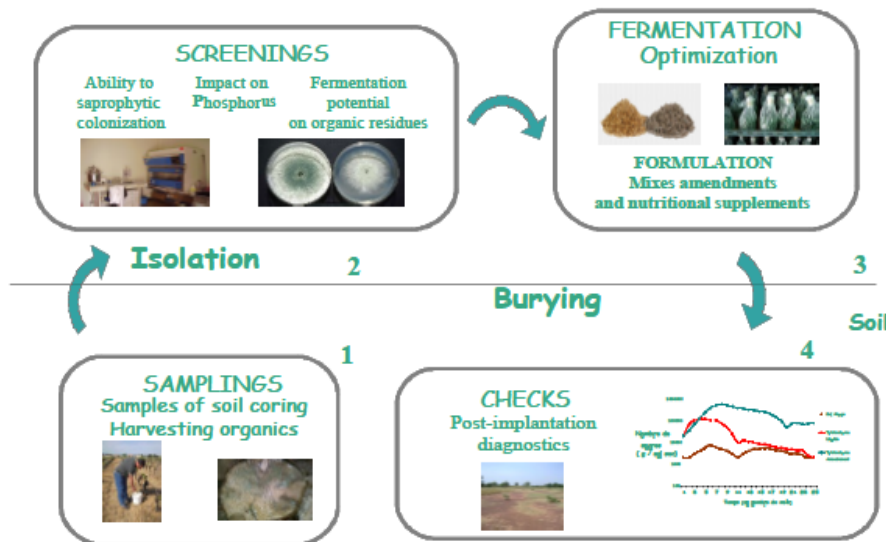 SCREENINGS
Ability to
saprophytic
colonization
Impact on
Phosphorus
Fermentation
potential
on organic residues
FERMENTATION
Optimization
FORMULATION
Mixes amendments
and nutritional supplements
Isolation
2
3
Burying
Soil
1
4
SAMPLINGS
Samples of soil coring
Harvesting organics
CHECKS
Post-implantation
diagnostics